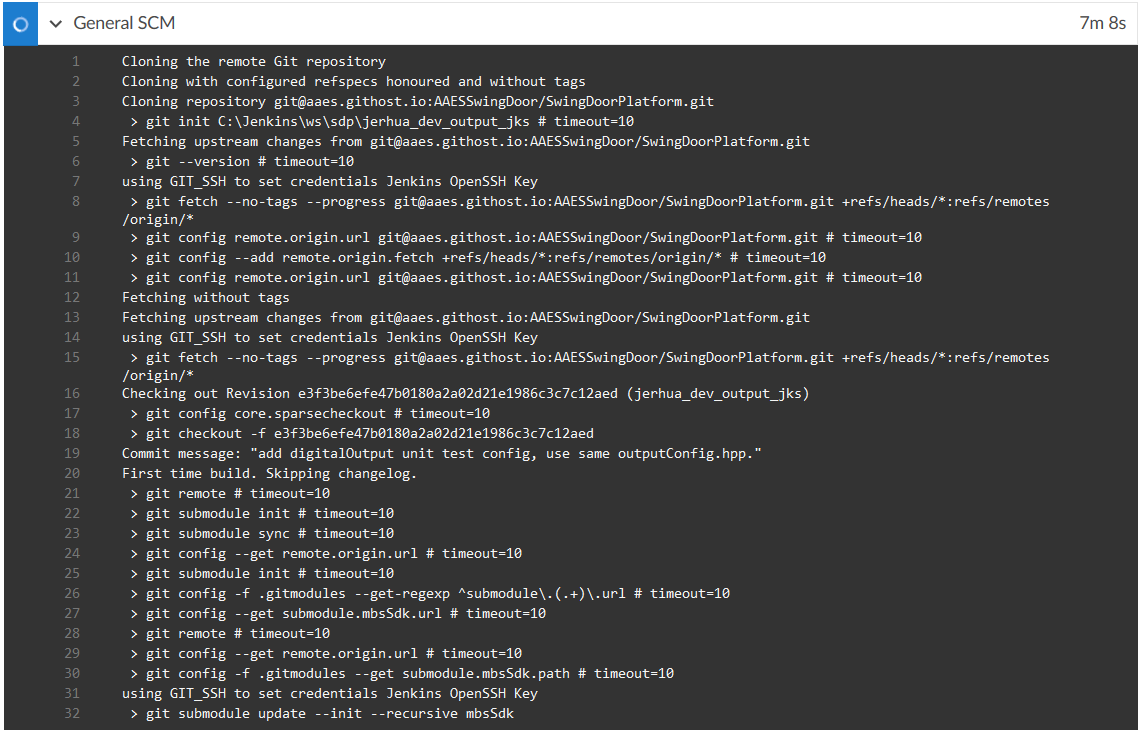 General SCM 7m 8s
1 Cloning the remote Git repository
2 Cloning with configured refspecs honoured and without tags
3 Cloning repository git@aaes.githost.io:AAESSwingDoor/SwingDoorPlatform.git
4 > git init C:\Jenkins\ws\sdp\jerhua_dev_output_jks # timeout=10
5 Fetching upstream changes from git@aaes.githost.io:AAESSwingDoor/SwingDoorPlatform.git
6 > git --version # timeout=10
7 using GIT_SSH to set credentials Jenkins OpenSSH Key
8 > git fetch --no-tags --progress git@aaes.githost.io:AAESSwingDoor/SwingDoorPlatform.git +refs/heads/*:refs/remotes
/origin/*
9 > git config remote.origin.url git@aaes.githost.io:AAESSwingDoor/SwingDoorPlatform.git # timeout=10
10 > git config --add remote.origin.fetch +refs/heads/*:refs/remotes/origin/* # timeout=10
11 > git config remote.origin.url git@aaes.githost.io:AAESSwingDoor/SwingDoorPlatform.git # timeout=10
12 Fetching without tags
13 Fetching upstream changes from git@aaes.githost.io:AAESSwingDoor/SwingDoorPlatform.git
14 using GIT_SSH to set credentials Jenkins OpenSSH Key
15 > git fetch --no-tags --progress git@aaes.githost.io:AAESSwingDoor/SwingDoorPlatform.git +refs/heads/*:refs/remotes
/origin/*
16 Checking out Revision e3f3be6efe47b0180a2a02d21e1986c3c7c12aed (jerhua_dev_output_jks)
17 > git config core.sparsecheckout # timeout=10
18 > git checkout -f e3f3be6efe47b0180a2a02d21e1986c3c7c12aed
19 Commit message: "add digitalOutput unit test config, use same outputConfig.hpp."
20 First time build. Skipping changelog.
21 > git remote # timeout=10
22 > git submodule init # timeout=10
23 > git submodule sync # timeout=10
24 > git config --get remote.origin.url # timeout=10
25 > git submodule init # timeout=10
26 > git config -f .gitmodules --get-regexp ^submodule\.(.+)\.url # timeout=10
27 > git config --get submodule.mbsSdk.url # timeout=10
28 > git remote # timeout=10
29 > git config --get remote.origin.url # timeout=10
30 > git config -f .gitmodules --get submodule.mbsSdk.path # timeout=10
31 using GIT_SSH to set credentials Jenkins OpenSSH Key
32 > git submodule update --init --recursive mbsSdk